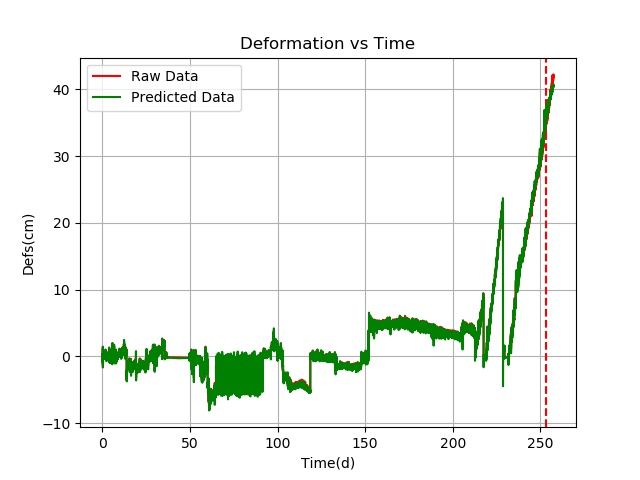 Deformation vs Time
Raw Data
Predicted Data
Defs(cm)
40
30
20
10
0
−10
0 50 100 150 200 250
Time(d)